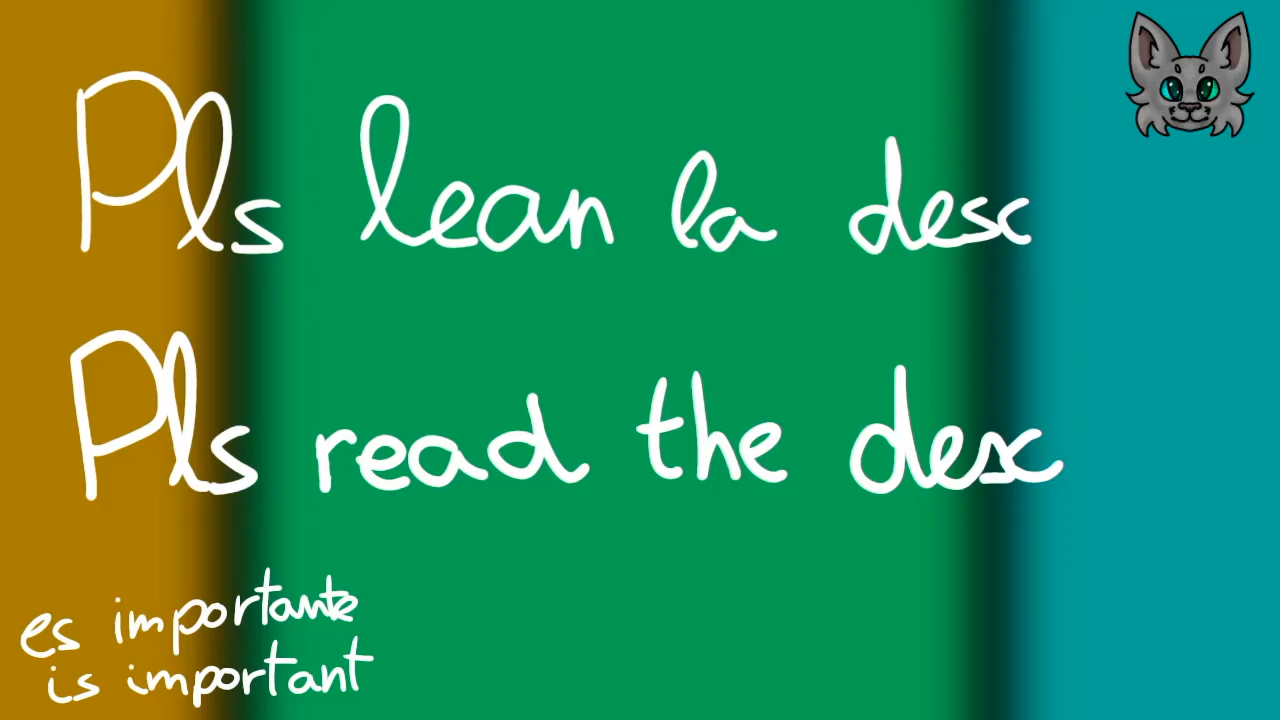 Pls lean la desc
Pls read the desc
es importante
is important